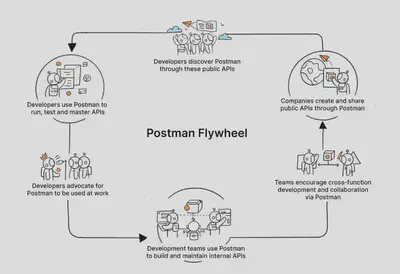 Developers discover Postman
through these public APIs
Developers use Postman to
run, test and master APIs
Companies create and share
public APIs through Postman
Postman Flywheel
Developers advocate for
Postman to be used at work
Teams encourage cross-function
development and collaboration
via Postman
Development teams use Postman
to build and maintain internal APIs